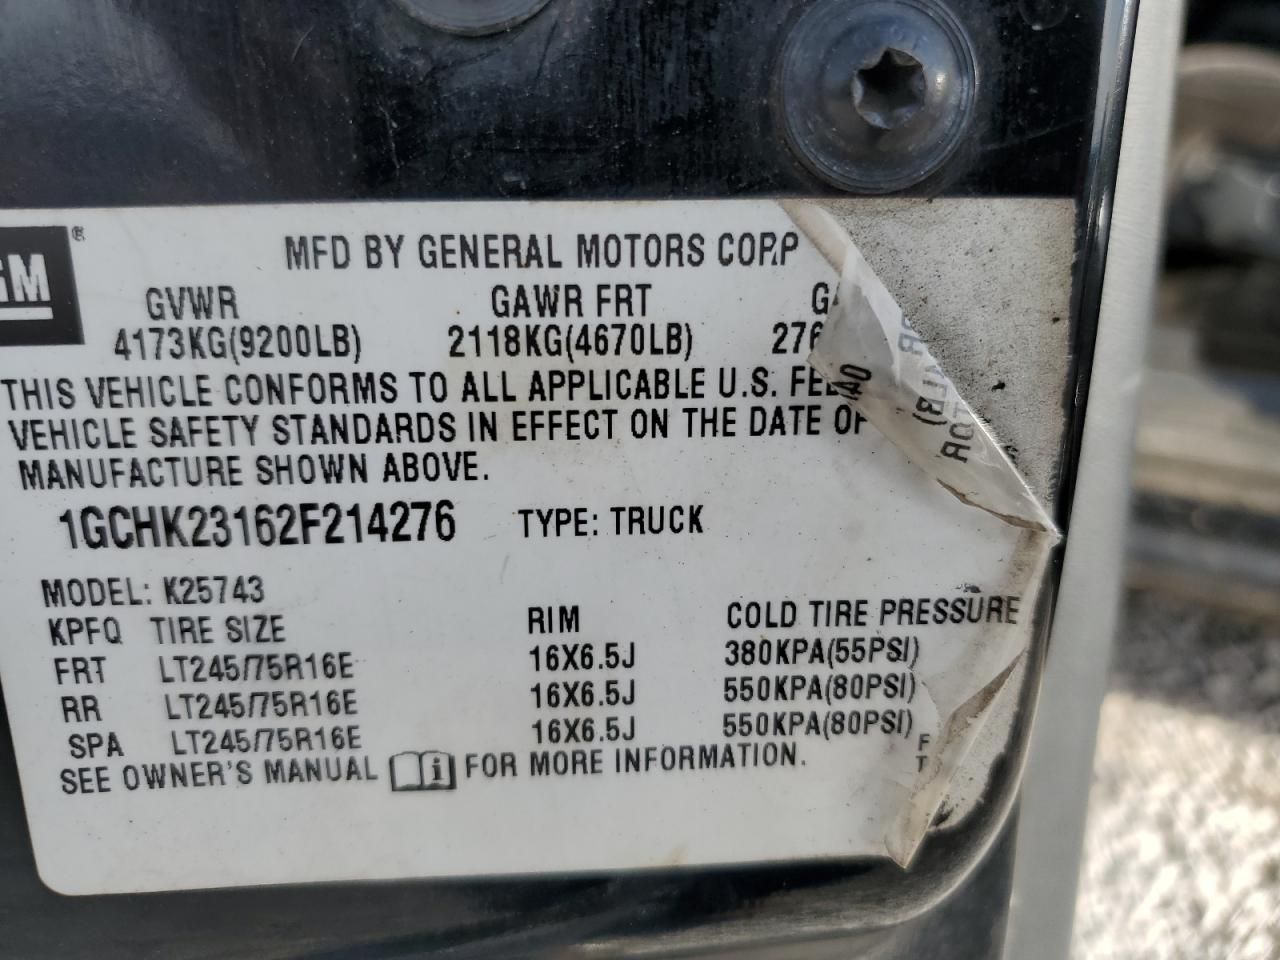 GM®
MFD BY GENERAL MOTORS CORP
GVWR GAWR FRT
4173KG(9200LB) 2118KG(4670LB) 276
THIS VEHICLE CONFORMS TO ALL APPLICABLE U.S.
VEHICLE SAFETY STANDARDS IN EFFECT ON THE DATE OF
MANUFACTURE SHOWN ABOVE.
1GCHK23162F214276 TYPE: TRUCK
MODEL: K25743
KPFQ TIRE SIZE RIM COLD TIRE PRESSURE
FRT LT245/75R16E 16X6.5J 380KPA(55PSI)
RR LT245/75R16E 16X6.5J 550KPA(80PSI)
SPA LT245/75R16E 16X6.5J 550KPA(80PSI)
SEE OWNER'S MANUAL FOR MORE INFORMATION.